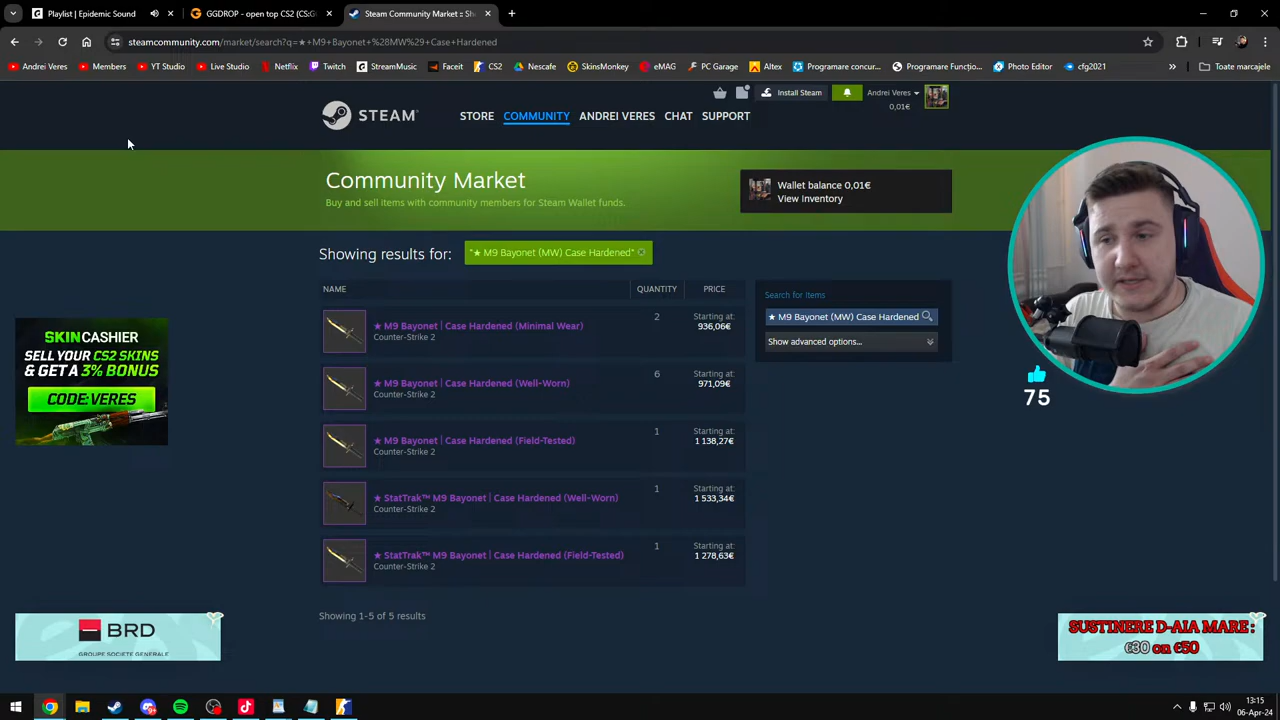 Playlist | Epidemic Sound
GGDROP - open top CS2 (CS:G
Steam Community Market :: Sh
steamcommunity.com/market/search?q=★+M9+Bayonet+%28MW%29+Case+Hardened
Andrei Veres
Members
YT Studio
Live Studio
Netflix
Twitch
StreamMusic
Faceit
CS2
Nescafe
SkinsMonkey
eMAG
PC Garage
Altex
Programare concur...
Programare Funcțio...
Photo Editor
cfg2021
Toate marcajele
Install Steam
Andrei Veres
0,01€
STEAM
STORE
COMMUNITY
ANDREI VERES
CHAT
SUPPORT
Community Market
Buy and sell items with community members for Steam Wallet funds.
Wallet balance 0,01€
View Inventory
Showing results for:
"★ M9 Bayonet (MW) Case Hardened"
NAME
QUANTITY
PRICE
★ M9 Bayonet | Case Hardened (Minimal Wear)
Counter-Strike 2
2
Starting at:
936,06€
★ M9 Bayonet | Case Hardened (Well-Worn)
Counter-Strike 2
6
Starting at:
971,09€
★ M9 Bayonet | Case Hardened (Field-Tested)
Counter-Strike 2
1
Starting at:
1 138,27€
★ StatTrak™ M9 Bayonet | Case Hardened (Well-Worn)
Counter-Strike 2
1
Starting at:
1 533,34€
★ StatTrak™ M9 Bayonet | Case Hardened (Field-Tested)
Counter-Strike 2
1
Starting at:
1 278,63€
Showing 1-5 of 5 results
Search for Items
★ M9 Bayonet (MW) Case Hardened
Show advanced options...
SKINCASHIER
SELL YOUR CS2 SKINS
& GET A 3% BONUS
CODE: VERES
75
BRD
GROUPE SOCIETE GENERALE
SUSTINERE D-AIA MARE :
€30 on €50
13:15
06-Apr-24